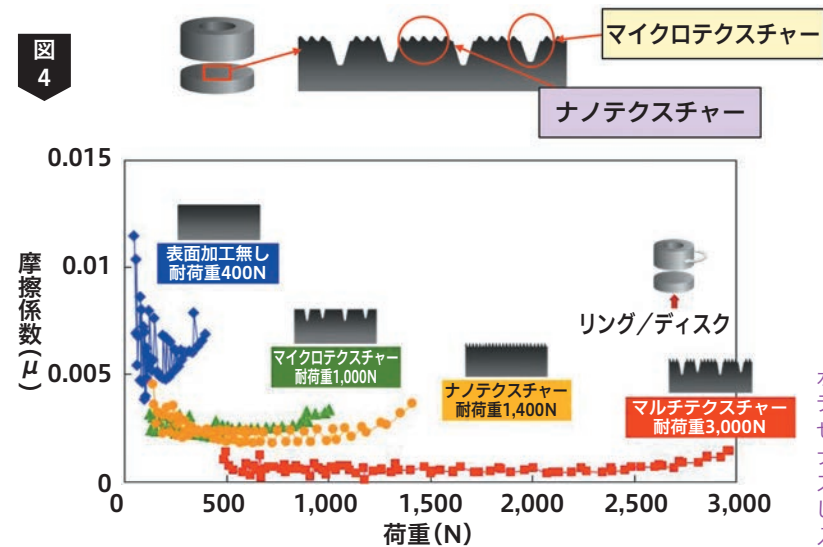 図
4
マイクロテクスチャー
ナノテクスチャー
0.015
0.01
0.005
0
摩擦係数(μ)
表面加工無し
耐荷重400N
マイクロテクスチャー
耐荷重1,000N
ナノテクスチャー
耐荷重1,400N
リング／ディスク
マルチテクスチャー
耐荷重3,000N
0
500
1,000
1,500
2,000
2,500
3,000
荷重(N)